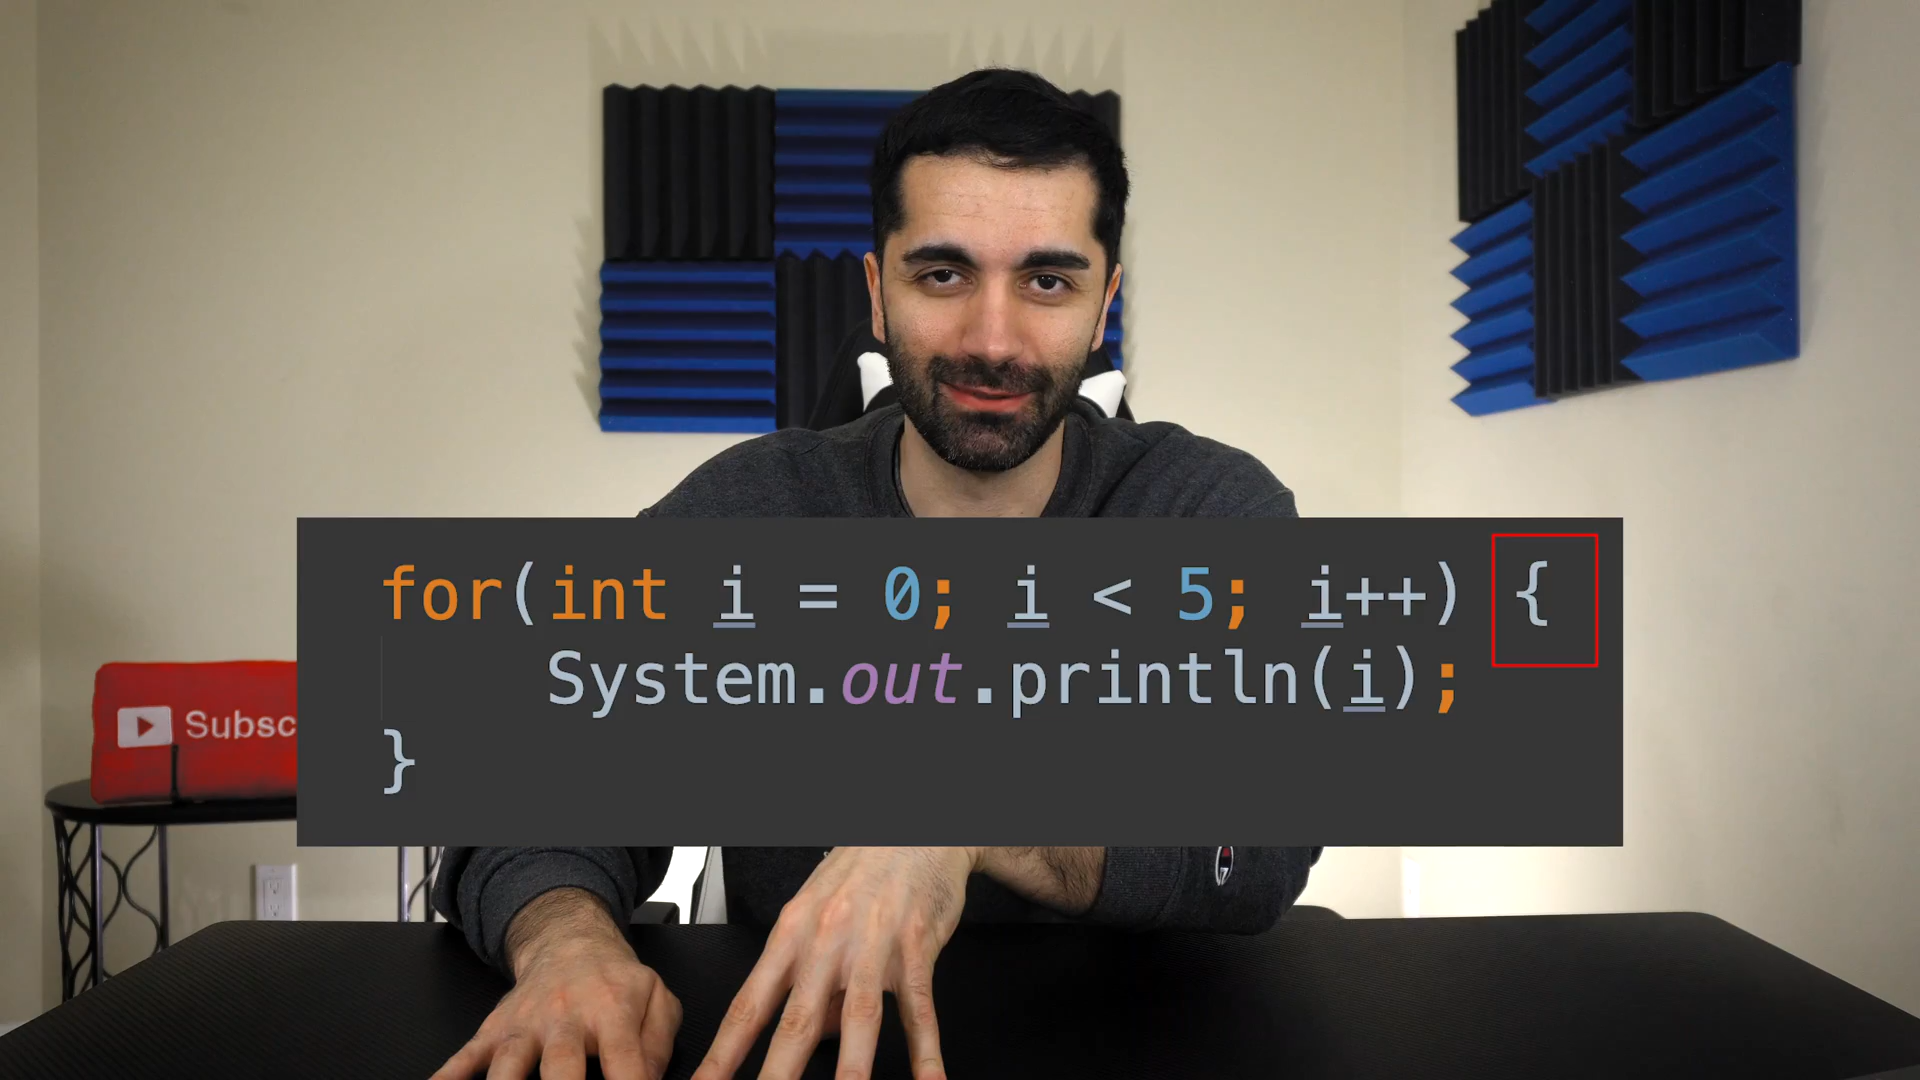 for(int i = 0; i < 5; i++) {
System.out.println(i);
}
Subsc